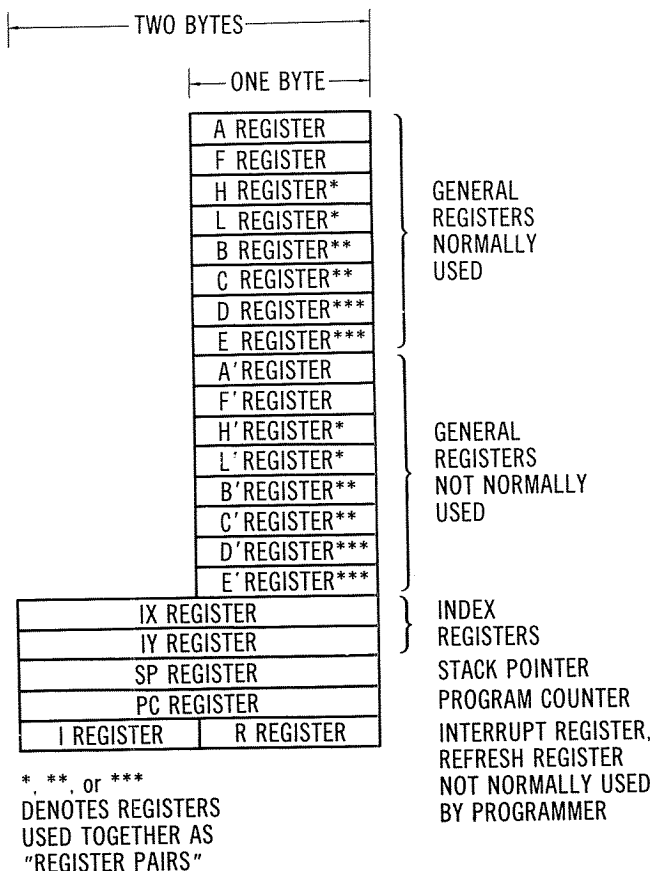 TWO BYTES
ONE BYTE
A REGISTER
F REGISTER
H REGISTER*
L REGISTER*
B REGISTER**
C REGISTER**
D REGISTER***
E REGISTER***
GENERAL
REGISTERS
NORMALLY
USED
A'REGISTER
F'REGISTER
H'REGISTER*
L'REGISTER*
B'REGISTER**
C'REGISTER**
D'REGISTER***
E'REGISTER***
GENERAL
REGISTERS
NOT NORMALLY
USED
IX REGISTER
IY REGISTER
INDEX
REGISTERS
SP REGISTER
STACK POINTER
PC REGISTER
PROGRAM COUNTER
I REGISTER
R REGISTER
INTERRUPT REGISTER,
REFRESH REGISTER
NOT NORMALLY USED
BY PROGRAMMER
*, **, or ***
DENOTES REGISTERS
USED TOGETHER AS
"REGISTER PAIRS"